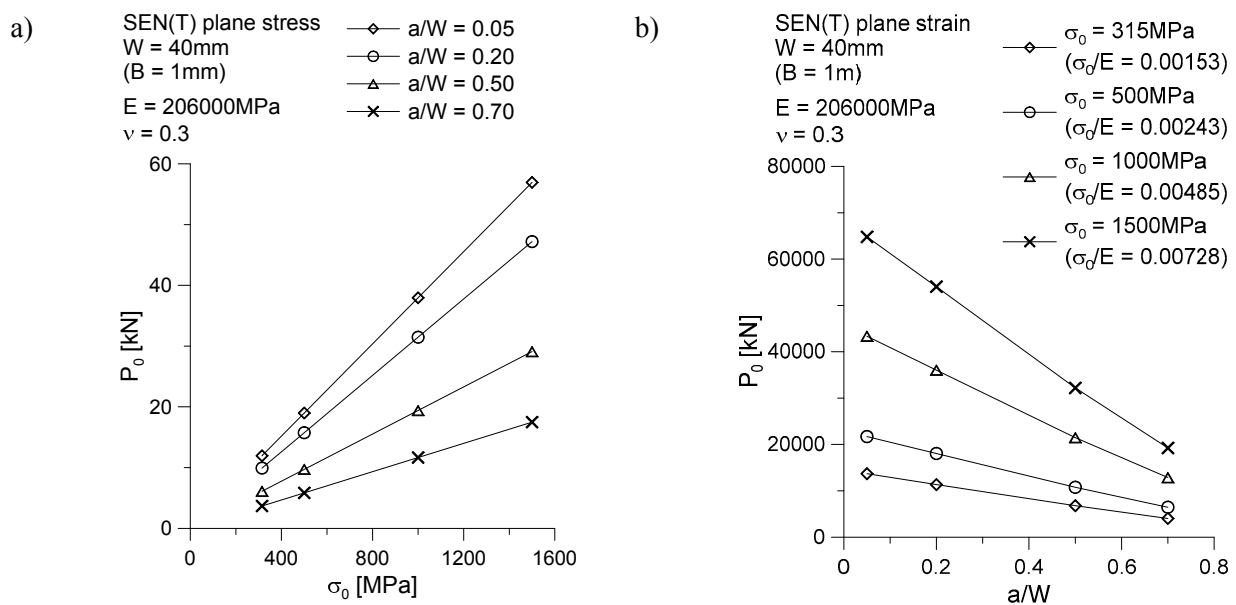 a)
SEN(T) plane stress
W = 40mm
(B = 1mm)
E = 206000MPa
ν = 0.3
a/W = 0.05
a/W = 0.20
a/W = 0.50
a/W = 0.70
60
40
20
0
P₀ [kN]
0 400 800 1200 1600
σ₀ [MPa]
b)
SEN(T) plane strain
W = 40mm
(B = 1m)
E = 206000MPa
ν = 0.3
σ₀ = 315MPa
(σ₀/E = 0.00153)
σ₀ = 500MPa
(σ₀/E = 0.00243)
σ₀ = 1000MPa
(σ₀/E = 0.00485)
σ₀ = 1500MPa
(σ₀/E = 0.00728)
80000
60000
40000
20000
0
P₀ [kN]
0 0.2 0.4 0.6 0.8
a/W